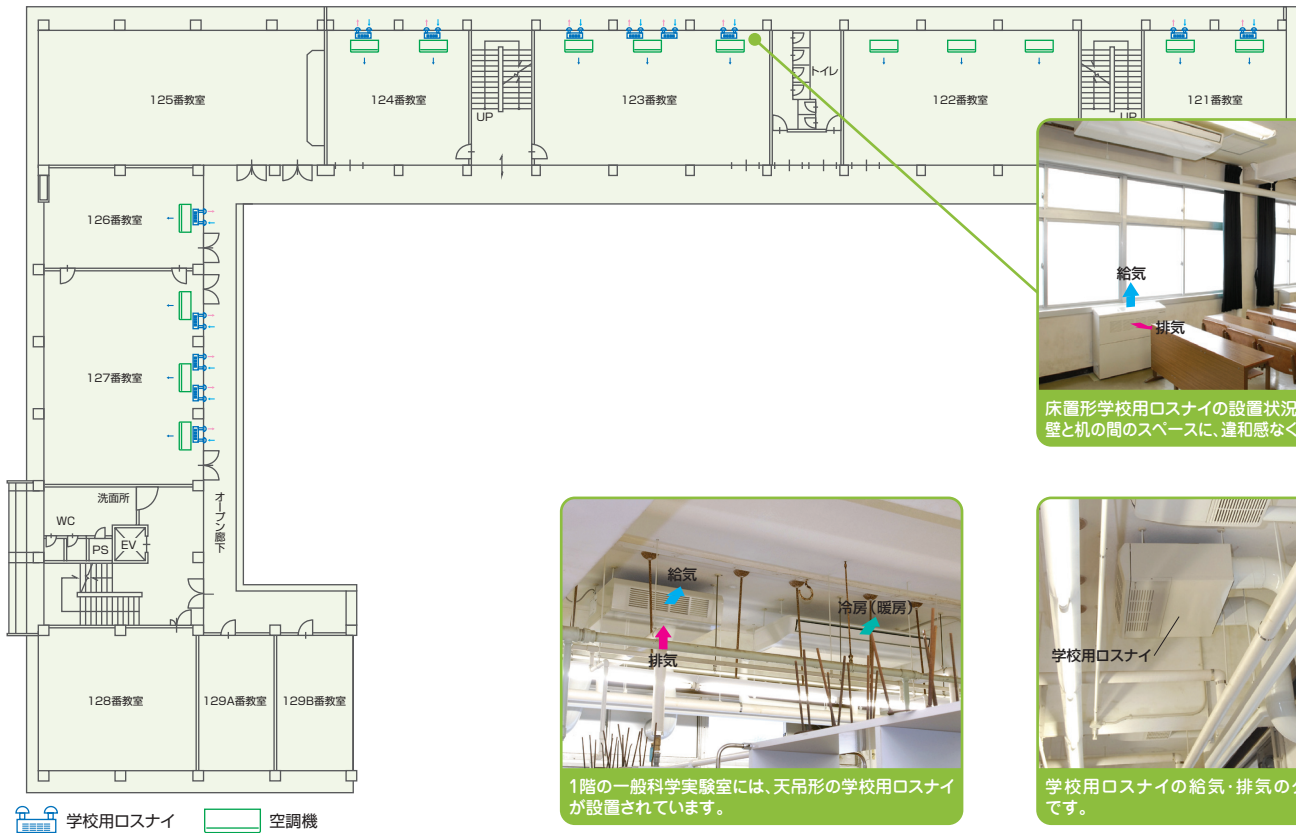 125番教室
124番教室
UP
123番教室
トイレ
122番教室
UP
121番教室
126番教室
127番教室
洗面所
WC
PS
EV
オープン廊下
128番教室
129A番教室
129B番教室
学校用ロスナイ
空調機
給気
排気
床置形学校用ロスナイの設置状況
壁と机の間のスペースに、違和感なく
給気
冷房(暖房)
排気
1階の一般科学実験室には、天吊形の学校用ロスナイ
が設置されています。
学校用ロスナイ
学校用ロスナイの給気・排気の
です。